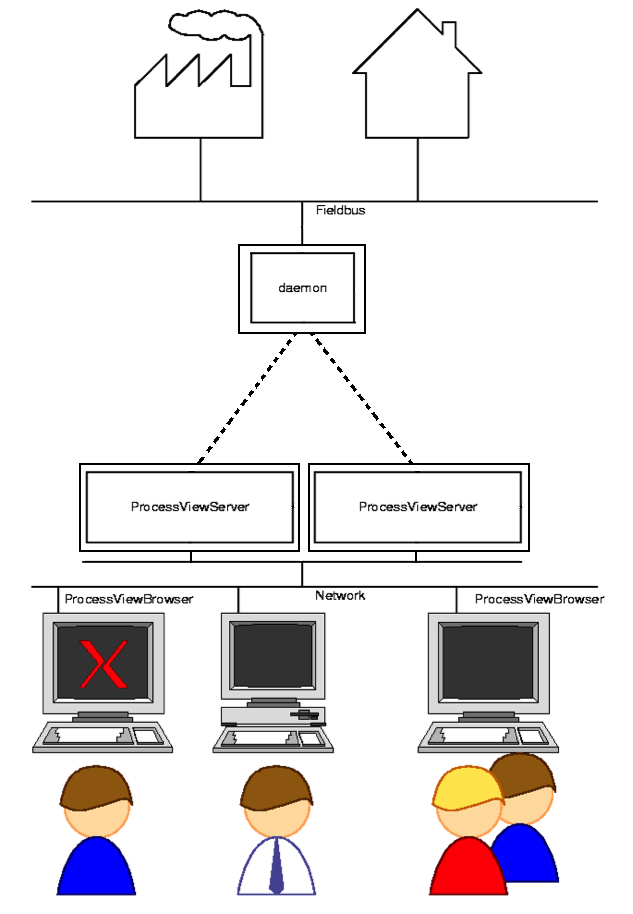 Fieldbus
daemon
ProcessViewServer
ProcessViewServer
ProcessViewBrowser
Network
ProcessViewBrowser
X